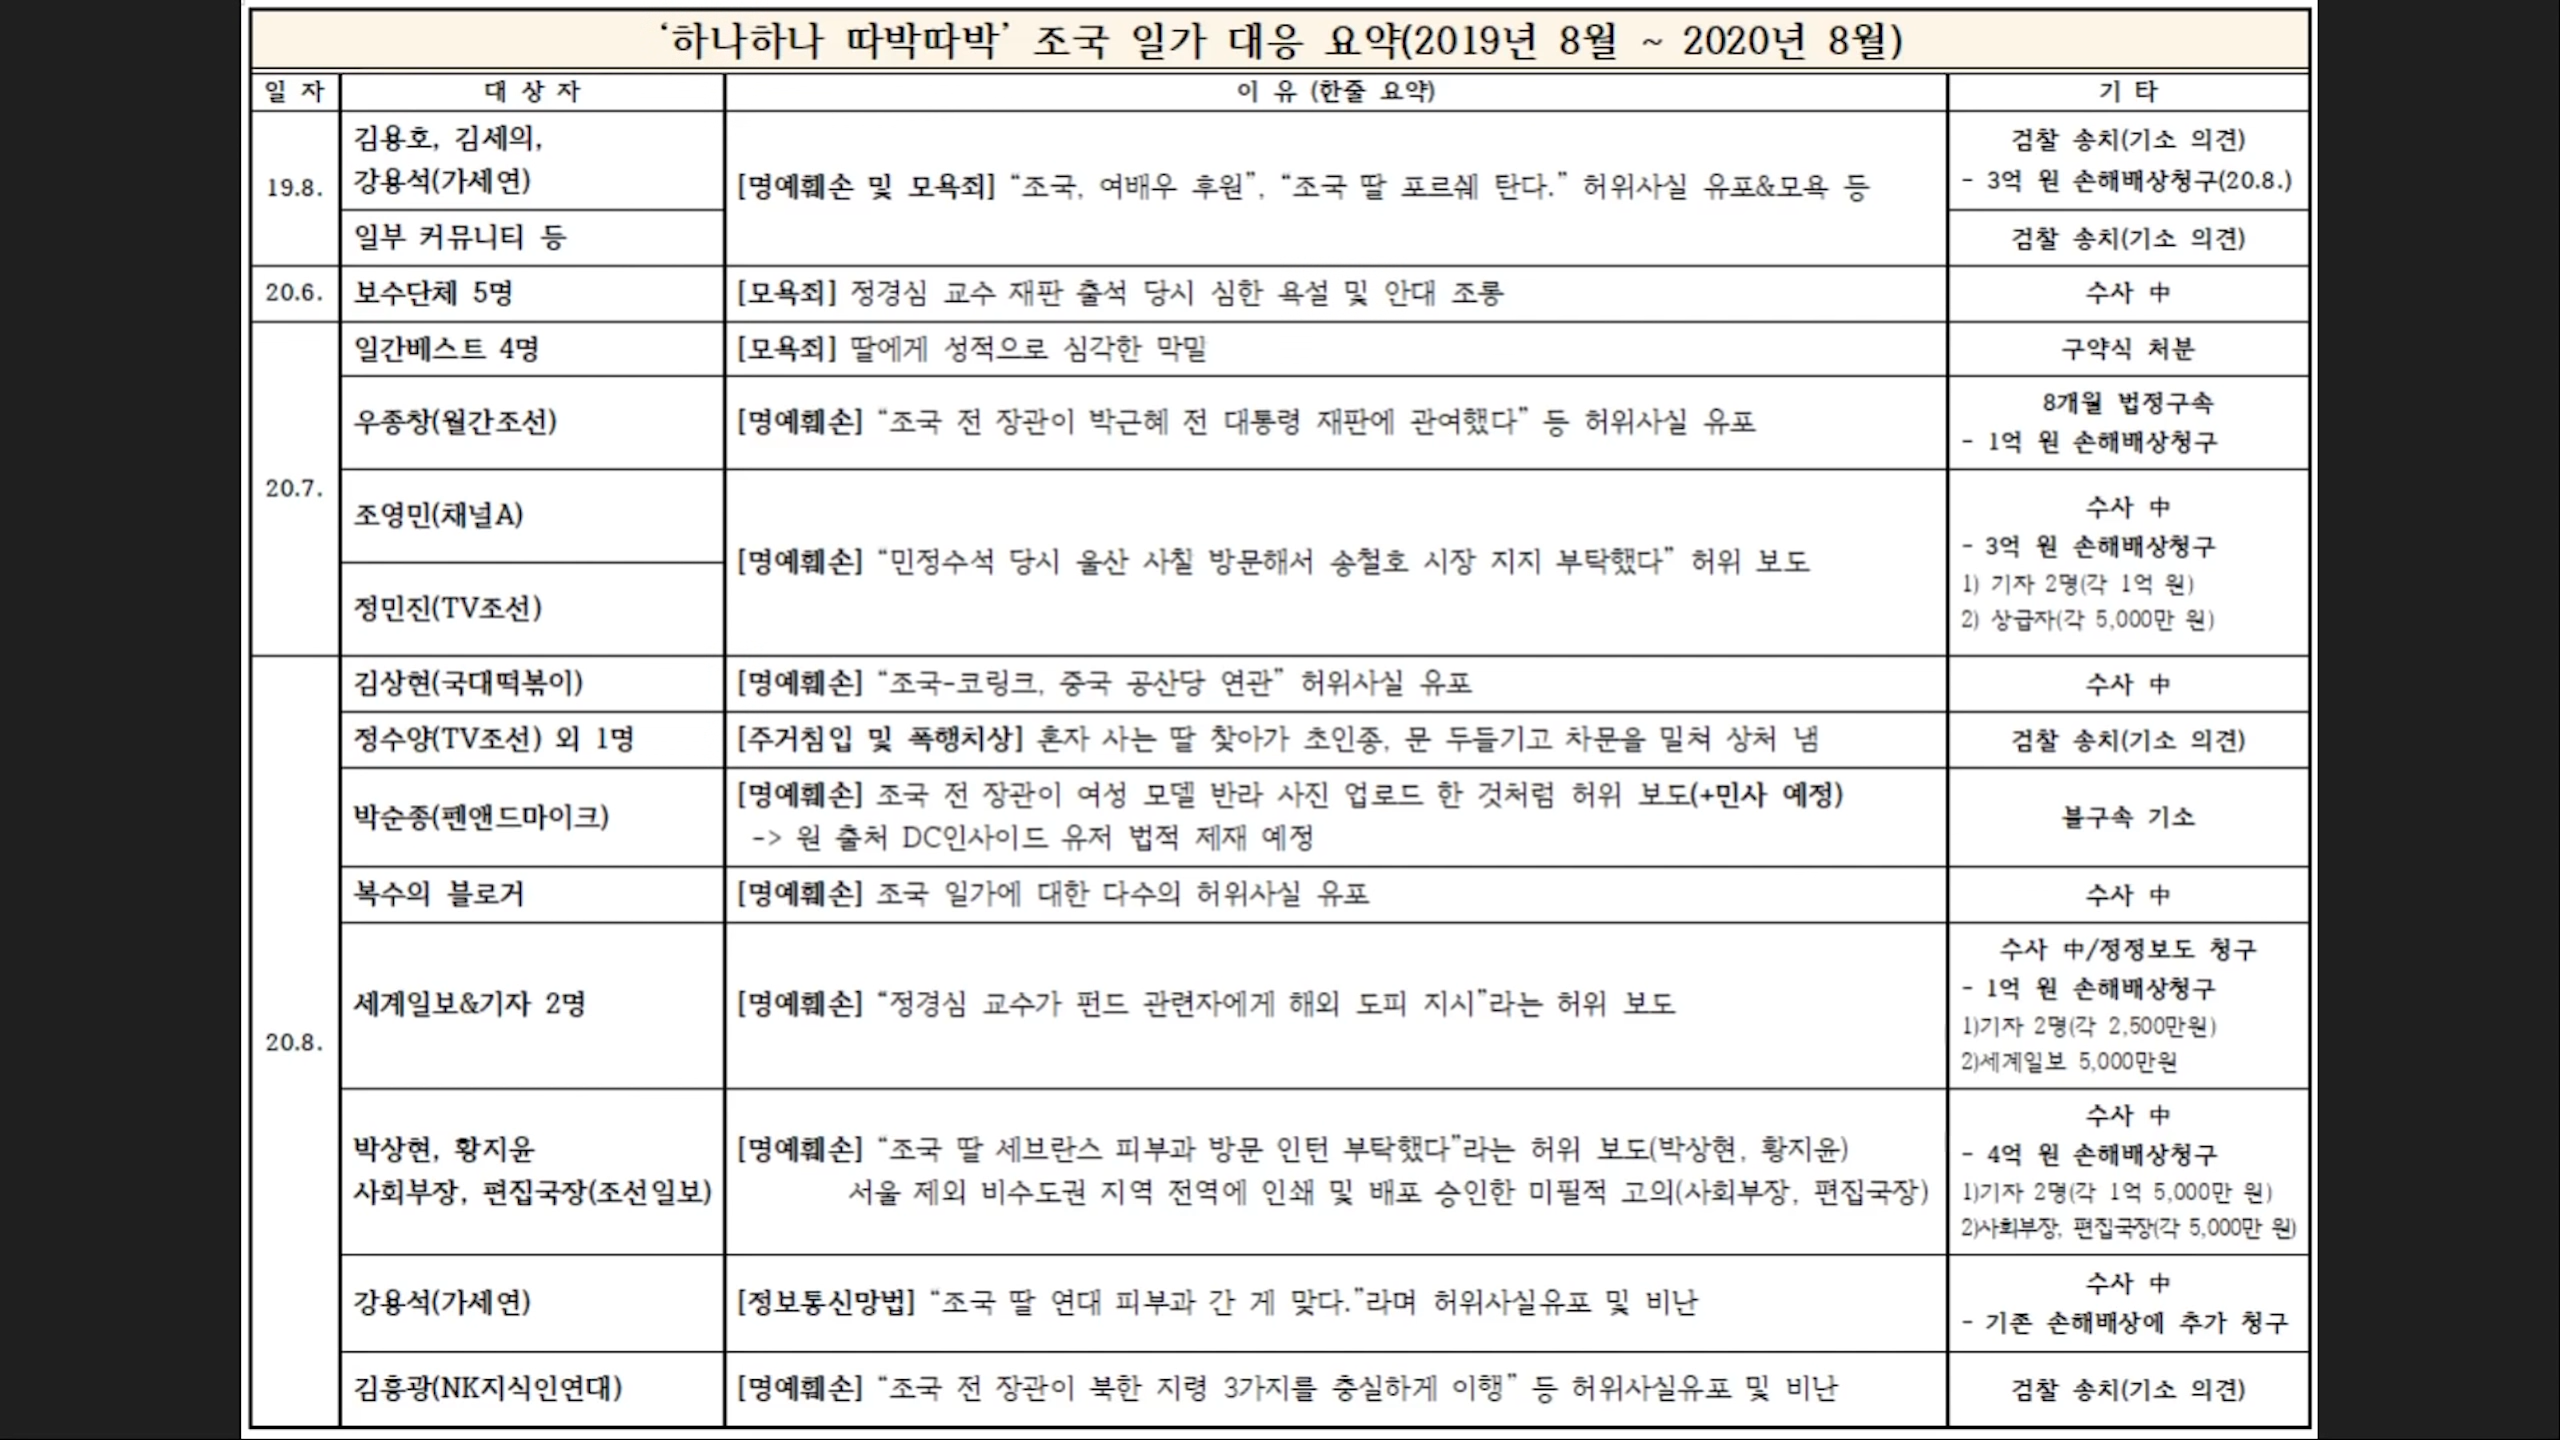 ‘하나하나 따박따박’ 조국 일가 대응 요약(2019년 8월 ~ 2020년 8월)
일 자 대 상 자 이 유 (한줄 요약) 기 타
19.8.
김용호, 김세의,
강용석(가세연)
[명예훼손 및 모욕죄] “조국, 여배우 후원”, “조국 딸 포르쉐 탄다.” 허위사실 유포&모욕 등
검찰 송치(기소 의견)
- 3억 원 손해배상청구(20.8.)
일부 커뮤니티 등
검찰 송치(기소 의견)
20.6. 보수단체 5명 [모욕죄] 정경심 교수 재판 출석 당시 심한 욕설 및 안대 조롱 수사 中
20.7.
일간베스트 4명 [모욕죄] 딸에게 성적으로 심각한 막말 구약식 처분
우종창(월간조선) [명예훼손] “조국 전 장관이 박근혜 전 대통령 재판에 관여했다” 등 허위사실 유포
8개월 법정구속
- 1억 원 손해배상청구
조영민(채널A)
정민진(TV조선)
[명예훼손] “민정수석 당시 울산 사찰 방문해서 송철호 시장 지지 부탁했다” 허위 보도
수사 中
- 3억 원 손해배상청구
1) 기자 2명(각 1억 원)
2) 상급자(각 5,000만 원)
20.8.
김상현(국대떡볶이) [명예훼손] “조국-코링크, 중국 공산당 연관” 허위사실 유포 수사 中
정수양(TV조선) 외 1명 [주거침입 및 폭행치상] 혼자 사는 딸 찾아가 초인종, 문 두들기고 차문을 밀쳐 상처 냄 검찰 송치(기소 의견)
박순종(펜앤드마이크)
[명예훼손] 조국 전 장관이 여성 모델 반라 사진 업로드 한 것처럼 허위 보도(+민사 예정)
-> 원 출처 DC인사이드 유저 법적 제재 예정
불구속 기소
복수의 블로거 [명예훼손] 조국 일가에 대한 다수의 허위사실 유포 수사 中
세계일보&기자 2명 [명예훼손] “정경심 교수가 펀드 관련자에게 해외 도피 지시”라는 허위 보도
수사 中/정정보도 청구
- 1억 원 손해배상청구
1)기자 2명(각 2,500만원)
2)세계일보 5,000만원
박상현, 황지윤
사회부장, 편집국장(조선일보)
[명예훼손] “조국 딸 세브란스 피부과 방문 인턴 부탁했다”라는 허위 보도(박상현, 황지윤)
서울 제외 비수도권 지역 전역에 인쇄 및 배포 승인한 미필적 고의(사회부장, 편집국장)
수사 中
- 4억 원 손해배상청구
1)기자 2명(각 1억 5,000만 원)
2)사회부장, 편집국장(각 5,000만 원)
강용석(가세연) [정보통신망법] “조국 딸 연대 피부과 간 게 맞다.”라며 허위사실유포 및 비난
수사 中
- 기존 손해배상에 추가 청구
김흥광(NK지식인연대) [명예훼손] “조국 전 장관이 북한 지령 3가지를 충실하게 이행” 등 허위사실유포 및 비난 검찰 송치(기소 의견)